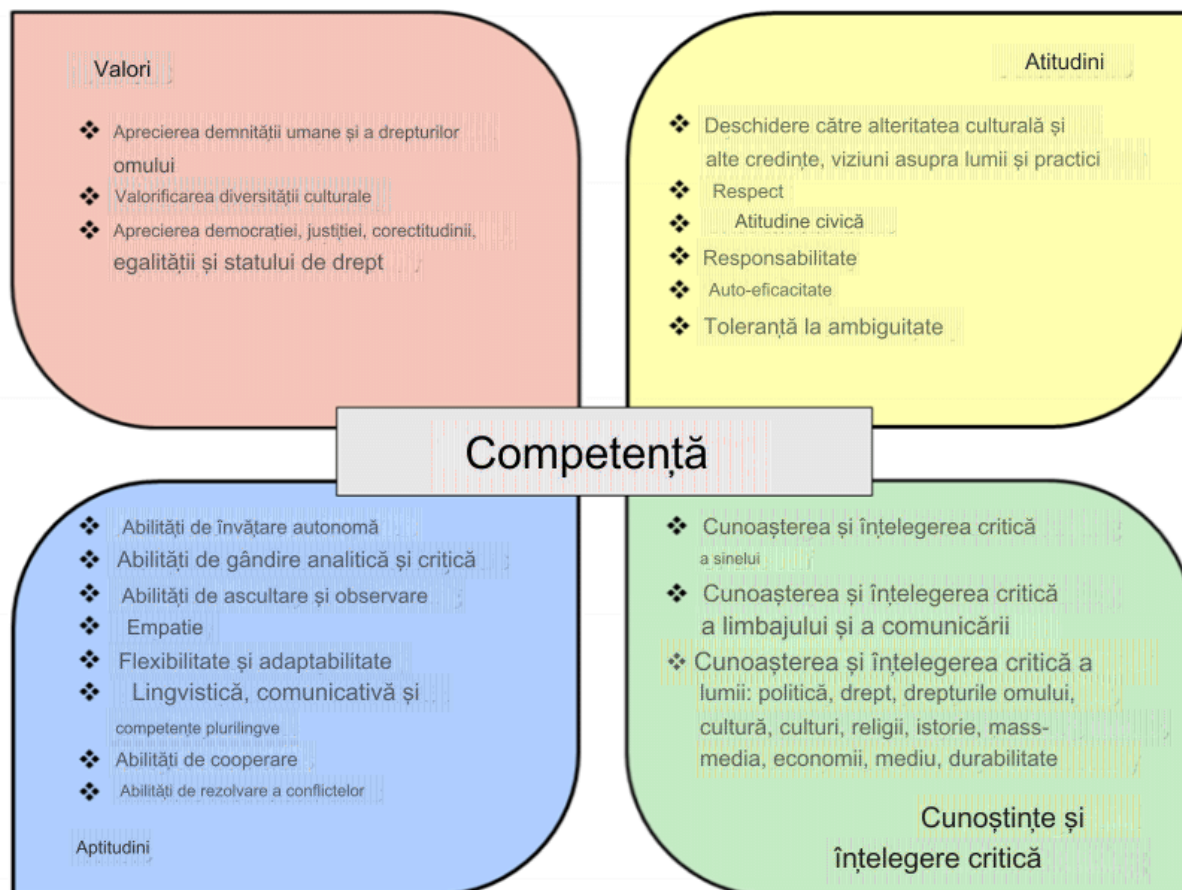 Valori
❖ Aprecierea demnității umane și a drepturilor
omului
❖ Valorificarea diversității culturale
❖ Aprecierea democrației, justiției, corectitudinii,
egalității și statului de drept
Atitudini
❖ Deschidere către alteritatea culturală și
alte credințe, viziuni asupra lumii și practici
❖ Respect
❖ Atitudine civică
❖ Responsabilitate
❖ Auto-eficacitate
❖ Toleranță la ambiguitate
Competență
❖ Abilități de învățare autonomă
❖ Abilități de gândire analitică și critică
❖ Abilități de ascultare și observare
❖ Empatie
❖ Flexibilitate și adaptabilitate
❖ Lingvistică, comunicativă și
competențe plurilingve
❖ Abilități de cooperare
❖ Abilități de rezolvare a conflictelor
Aptitudini
❖ Cunoașterea și înțelegerea critică
a sinelui
❖ Cunoașterea și înțelegerea critică
a limbajului și a comunicării
❖ Cunoașterea și înțelegerea critică a
lumii: politică, drept, drepturile omului,
cultură, culturi, religii, istorie, mass-
media, economii, mediu, durabilitate
Cunoștințe și
înțelegere critică